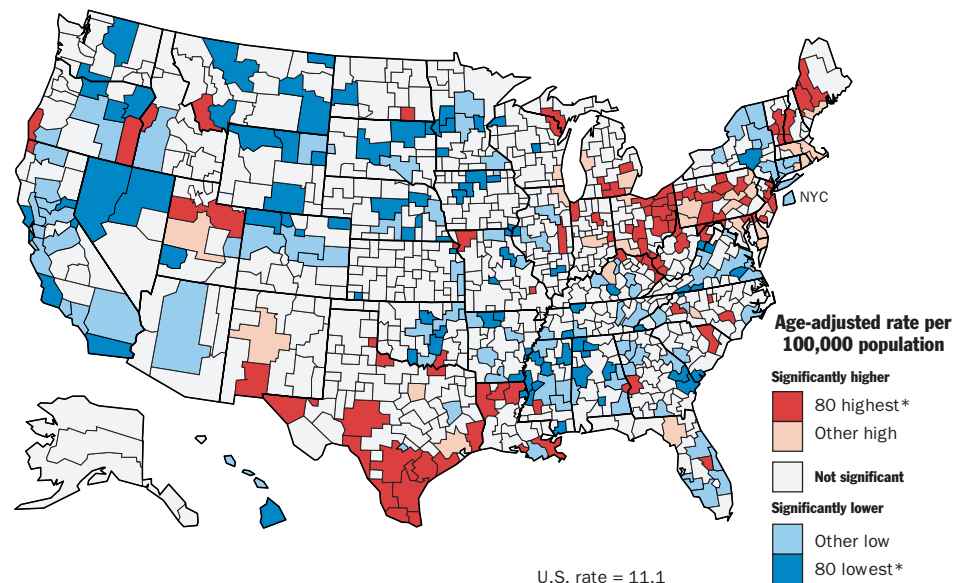 NYC
Age-adjusted rate per
100,000 population
Significantly higher
80 highest*
Other high
Not significant
Significantly lower
Other low
80 lowest*
U.S. rate = 11.1